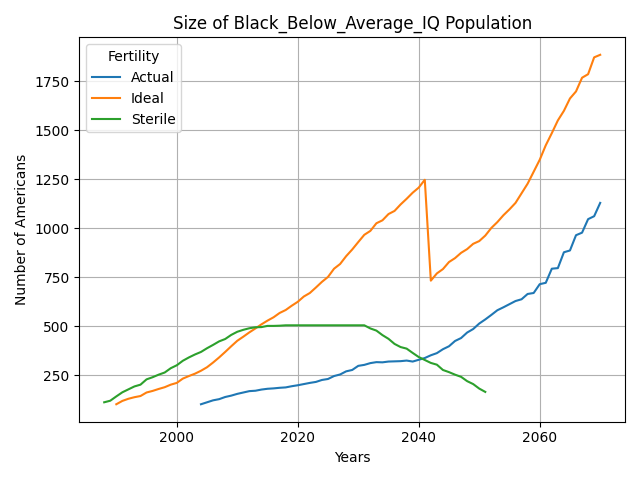 Size of Black_Below_Average_IQ Population
Fertility
Actual
Ideal
Sterile
Number of Americans
1750
1500
1250
1000
750
500
250
2000 2020 2040 2060
Years